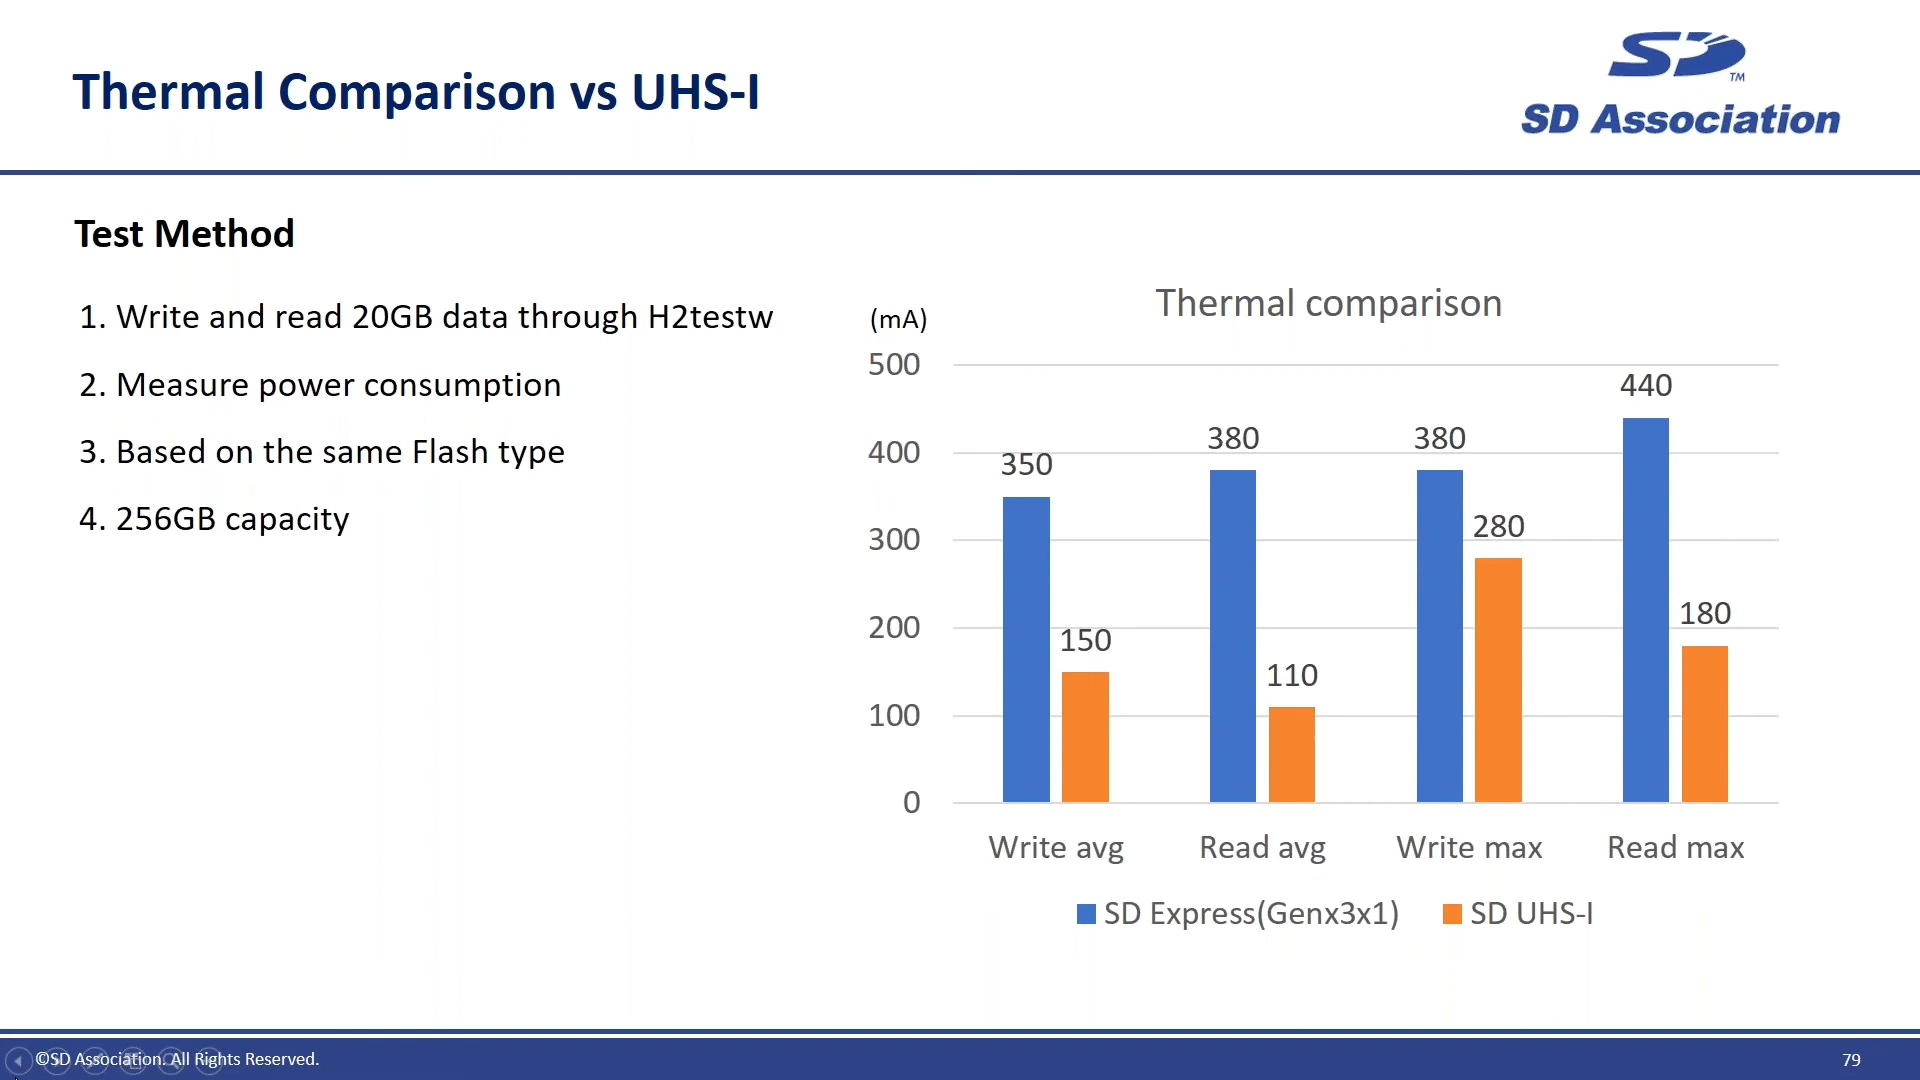 Thermal Comparison vs UHS-I
SD
TM
SD Association
Test Method
1. Write and read 20GB data through H2testw
2. Measure power consumption
3. Based on the same Flash type
4. 256GB capacity
Thermal comparison
(mA)
500
400
300
200
100
0
350
150
380
110
380
280
440
180
Write avg
Read avg
Write max
Read max
SD Express(Genx3x1)
SD UHS-I
©SD Association. All Rights Reserved.
79